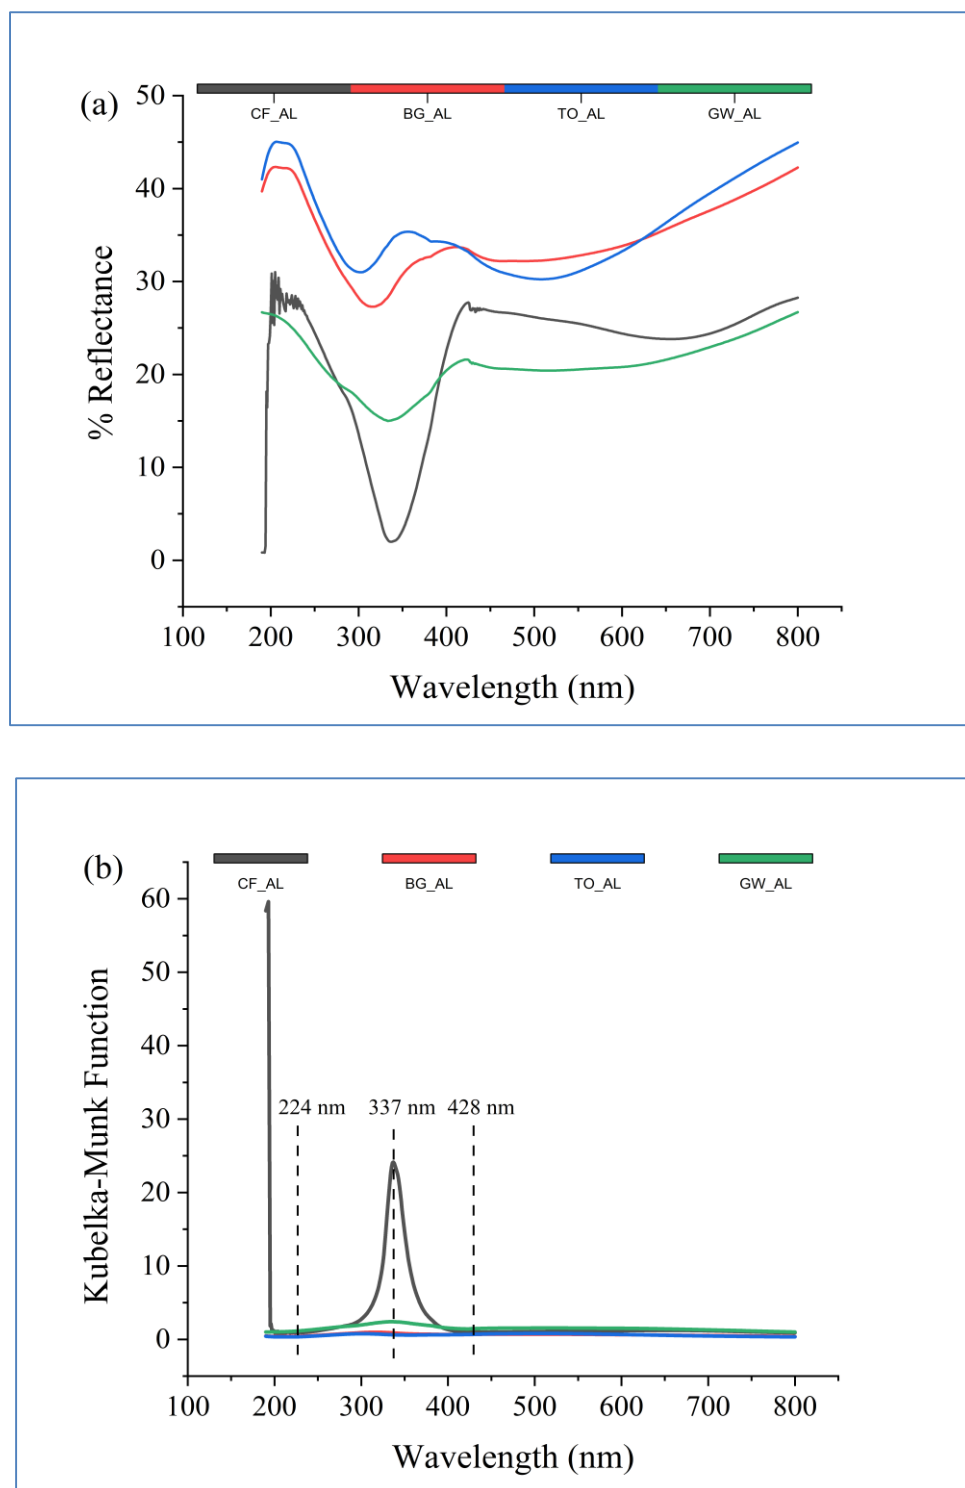 (a)
CF_AL BG_AL TO_AL GW_AL
50
40
30
20
10
0
% Reflectance
100 200 300 400 500 600 700 800
Wavelength (nm)
(b)
CF_AL BG_AL TO_AL GW_AL
60
50
40
30
20
10
0
Kubelka-Munk Function
224 nm 337 nm 428 nm
100 200 300 400 500 600 700 800
Wavelength (nm)